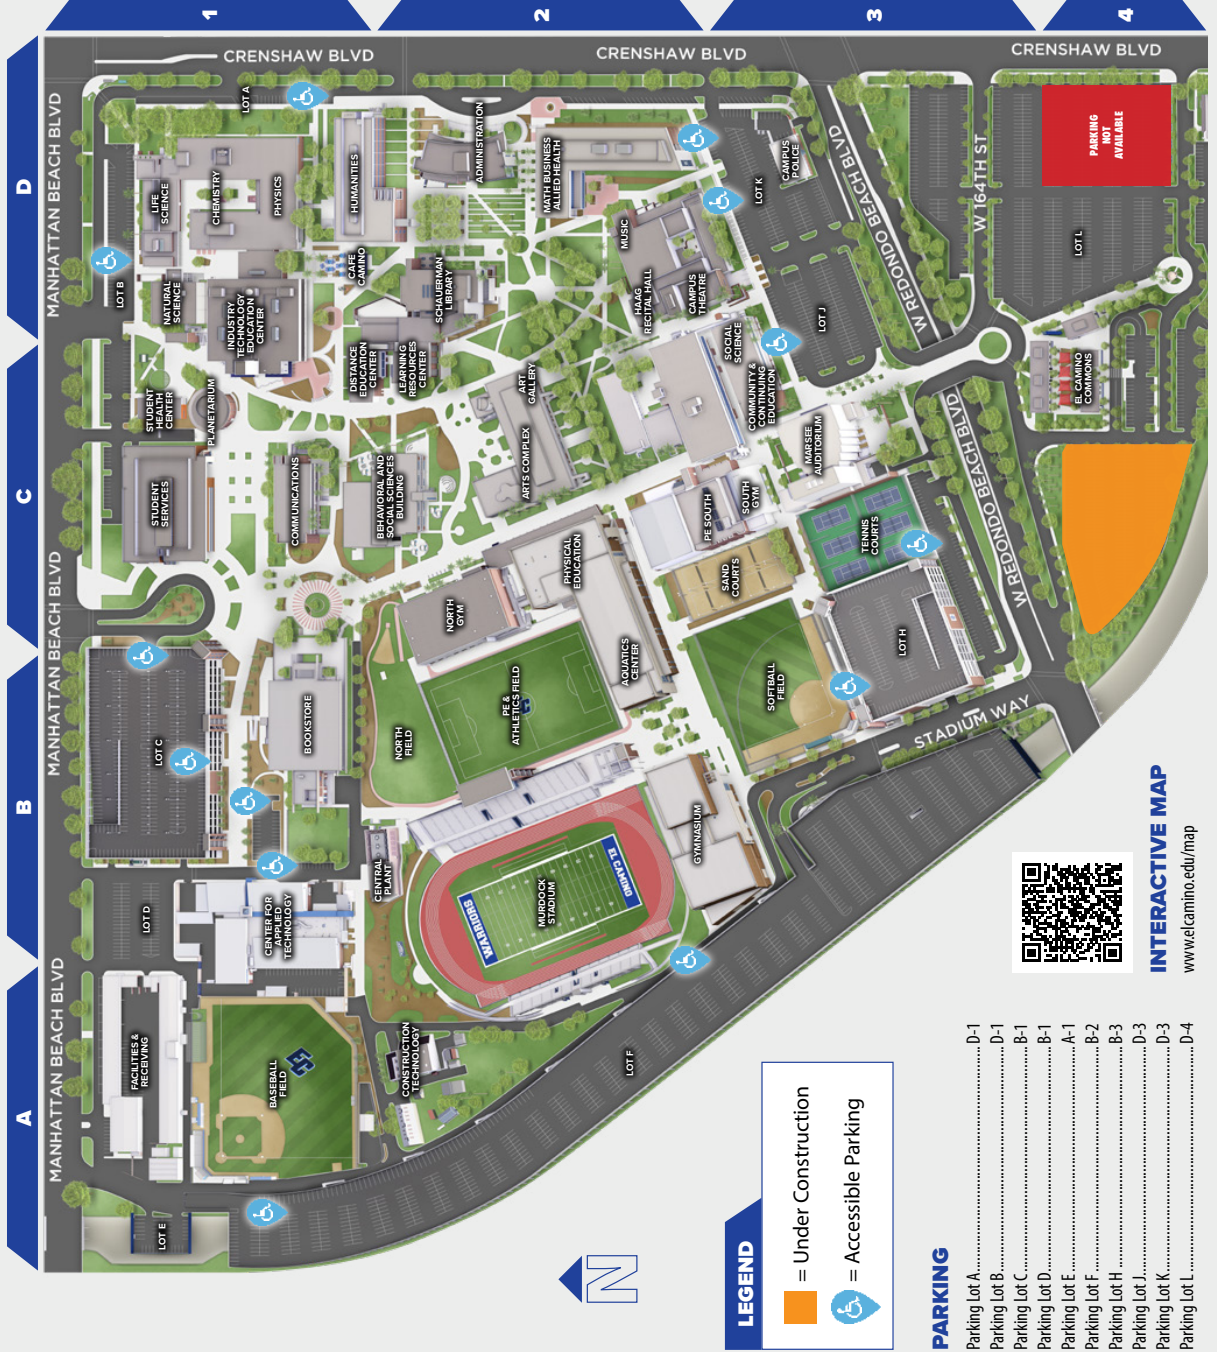 1
2
3
4
D
C
B
A
CRENSHAW BLVD
CRENSHAW BLVD
CRENSHAW BLVD
MANHATTAN BEACH BLVD
MANHATTAN BEACH BLVD
MANHATTAN BEACH BLVD
W REDONDO BEACH BLVD
W REDONDO BEACH BLVD
W 164TH ST
STADIUM WAY
LOT A
LIFE
SCIENCE
CHEMISTRY
PHYSICS
HUMANITIES
ADMINISTRATION
MATH BUSINESS
ALLIED HEALTH
LOT K
CAMPUS
POLICE
PARKING
NOT
AVAILABLE
LOT L
LOT B
NATURAL
SCIENCE
INDUSTRY
TECHNOLOGY
EDUCATION
CENTER
CAFE
CAMINO
SCHAUERMAN
LIBRARY
MUSIC
HAAG
RECITAL HALL
CAMPUS
THEATRE
LOT J
STUDENT
HEALTH
CENTER
PLANETARIUM
DISTANCE
EDUCATION
CENTER
LEARNING
RESOURCES
CENTER
ART
GALLERY
SOCIAL
SCIENCE
COMMUNITY &
CONTINUING
EDUCATION
MARSEE
AUDITORIUM
EL CAMINO
COMMONS
STUDENT
SERVICES
COMMUNICATIONS
BEHAVIORAL AND
SOCIAL SCIENCES
BUILDING
ARTS COMPLEX
PE SOUTH
SOUTH
GYM
TENNIS
COURTS
SAND
COURTS
PHYSICAL
EDUCATION
NORTH
GYM
AQUATICS
CENTER
SOFTBALL
FIELD
LOT H
LOT C
BOOKSTORE
NORTH
FIELD
PE &
ATHLETICS FIELD
GYMNASIUM
CENTRAL
PLANT
MURDOCK
STADIUM
WARRIORS
EL CAMINO
LOT D
CENTER FOR
APPLIED
TECHNOLOGY
FACILITIES &
RECEIVING
BASEBALL
FIELD
CONSTRUCTION
TECHNOLOGY
LOT F
LOT E
N
LEGEND
= Under Construction
= Accessible Parking
PARKING
Parking Lot A D-1
Parking Lot B D-1
Parking Lot C B-1
Parking Lot D B-1
Parking Lot E A-1
Parking Lot F B-2
Parking Lot H B-3
Parking Lot J D-3
Parking Lot K D-3
Parking Lot L D-4
INTERACTIVE MAP
www.elcamino.edu/map